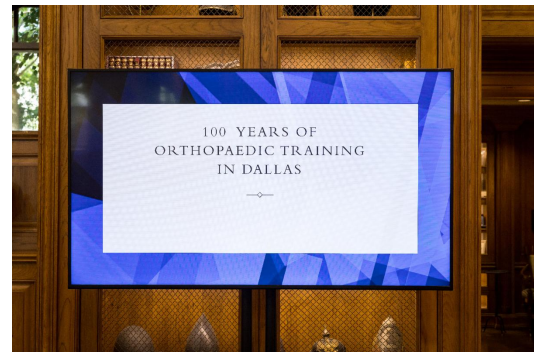 100 YEARS OF
ORTHOPAEDIC TRAINING
IN DALLAS